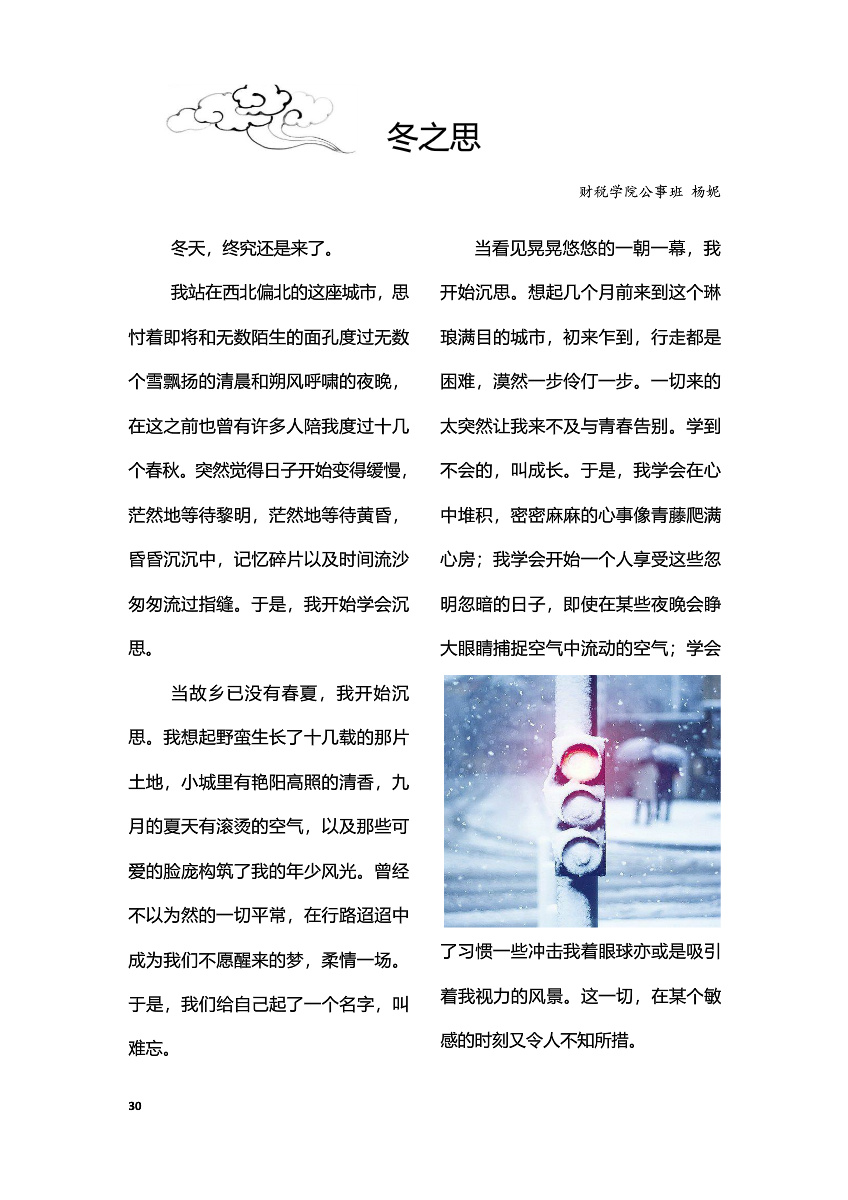 冬之思
财税学院公事班 杨妮
冬天，终究还是来了。
我站在西北偏北的这座城市，思
忖着即将和无数陌生的面孔度过无数
个雪飘扬的清晨和朔风呼啸的夜晚，
在这之前也曾有许多人陪我度过十几
个春秋。突然觉得日子开始变得缓慢，
茫然地等待黎明，茫然地等待黄昏，
昏昏沉沉中，记忆碎片以及时间流沙
匆匆流过指缝。于是，我开始学会沉
思。
当故乡已没有春夏，我开始沉
思。我想起野蛮生长了十几载的那片
土地，小城里有艳阳高照的清香，九
月的夏天有滚烫的空气，以及那些可
爱的脸庞构筑了我的年少风光。曾经
不以为然的一切平常，在行路迢迢中
成为我们不愿醒来的梦，柔情一场。
于是，我们给自己起了一个名字，叫
难忘。
当看见晃晃悠悠的一朝一幕，我
开始沉思。想起几个月前来到这个琳
琅满目的城市，初来乍到，行走都是
困难，漠然一步伶仃一步。一切来的
太突然让我来不及与青春告别。学到
不会的，叫成长。于是，我学会在心
中堆积，密密麻麻的心事像青藤爬满
心房；我学会开始一个人享受这些忽
明忽暗的日子，即使在某些夜晚会睁
大眼睛捕捉空气中流动的空气；学会
了习惯一些冲击我着眼球亦或是吸引
着我视力的风景。这一切，在某个敏
感的时刻又令人不知所措。
30